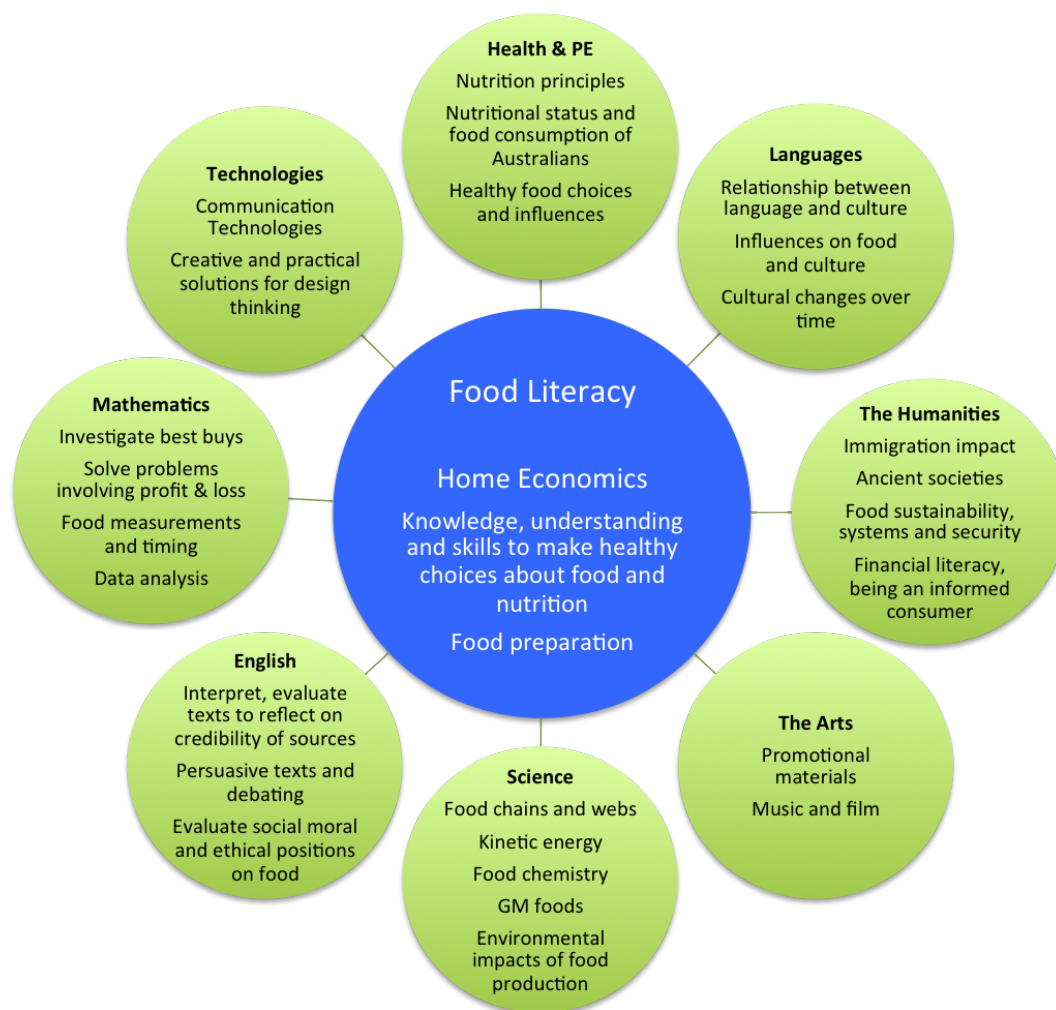 Health & PE
Nutrition principles
Nutritional status and
food consumption of
Australians
Healthy food choices
and influences
Languages
Relationship between
language and culture
Influences on food
and culture
Cultural changes over
time
The Humanities
Immigration impact
Ancient societies
Food sustainability,
systems and security
Financial literacy,
being an informed
consumer
The Arts
Promotional
materials
Music and film
Science
Food chains and webs
Kinetic energy
Food chemistry
GM foods
Environmental
impacts of food
production
English
Interpret, evaluate
texts to reflect on
credibility of sources
Persuasive texts and
debating
Evaluate social moral
and ethical positions
on food
Mathematics
Investigate best buys
Solve problems
involving profit & loss
Food measurements
and timing
Data analysis
Technologies
Communication
Technologies
Creative and practical
solutions for design
thinking
Food Literacy
Home Economics
Knowledge, understanding
and skills to make healthy
choices about food and
nutrition
Food preparation